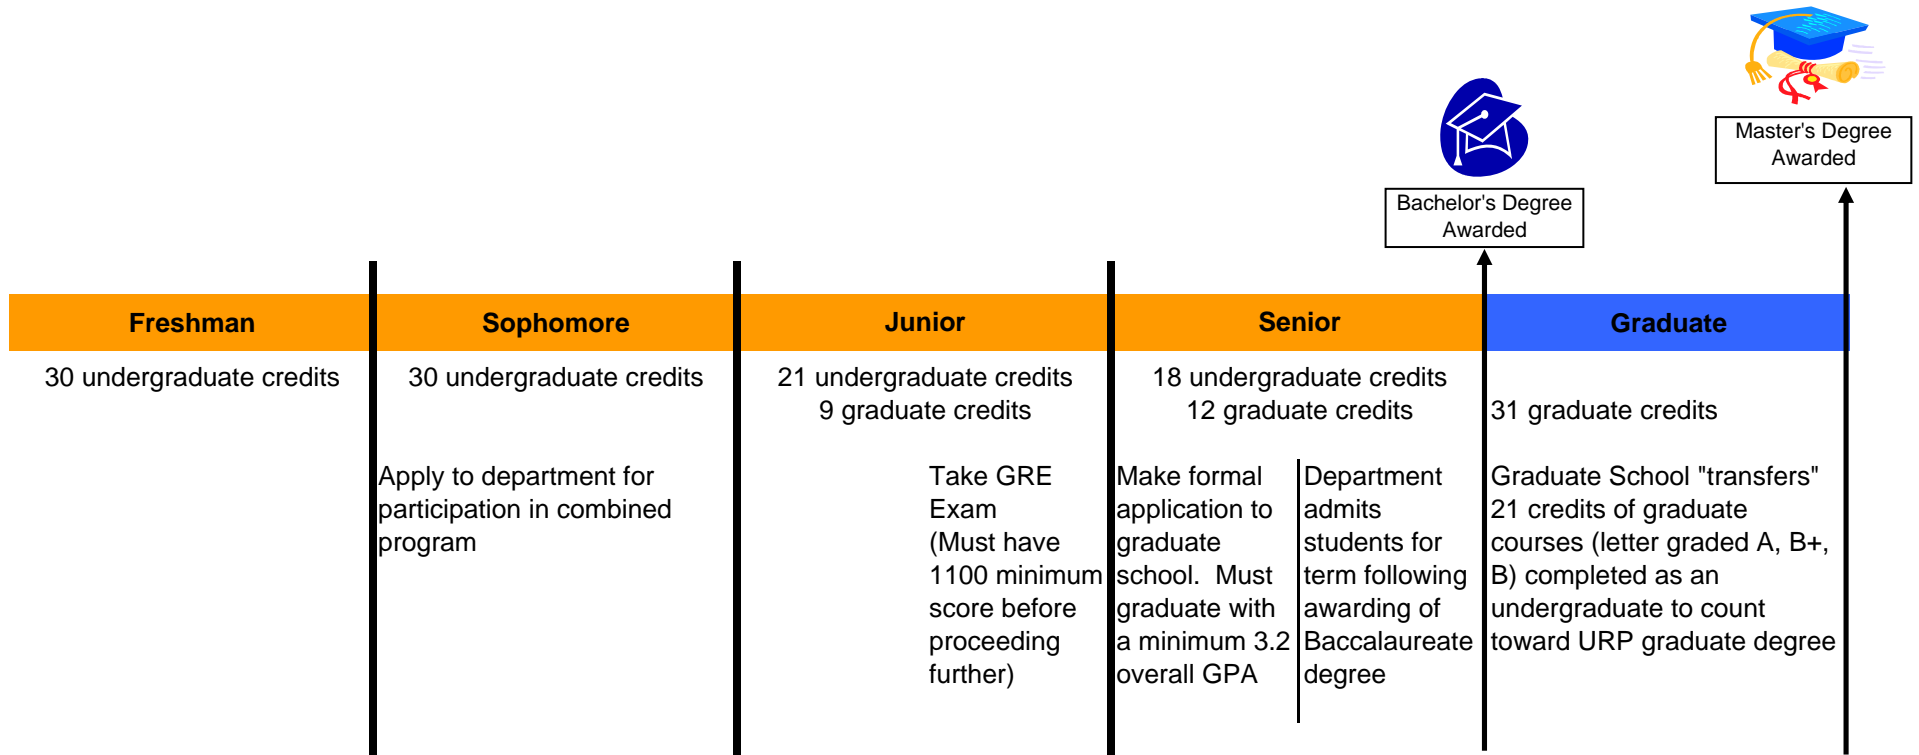 Master's Degree
Awarded
Bachelor's Degree
Awarded
Freshman
Sophomore
Junior
Senior
Graduate
30 undergraduate credits
30 undergraduate credits
21 undergraduate credits
9 graduate credits
18 undergraduate credits
12 graduate credits
31 graduate credits
Apply to department for
participation in combined
program
Take GRE
Exam
(Must have
1100 minimum
score before
proceeding
further)
Make formal
application to
graduate
school.  Must
graduate with
a minimum 3.2
overall GPA
Department
admits
students for
term following
awarding of
Baccalaureate
degree
Graduate School "transfers"
21 credits of graduate
courses (letter graded A, B+,
B) completed as an
undergraduate to count
toward URP graduate degree